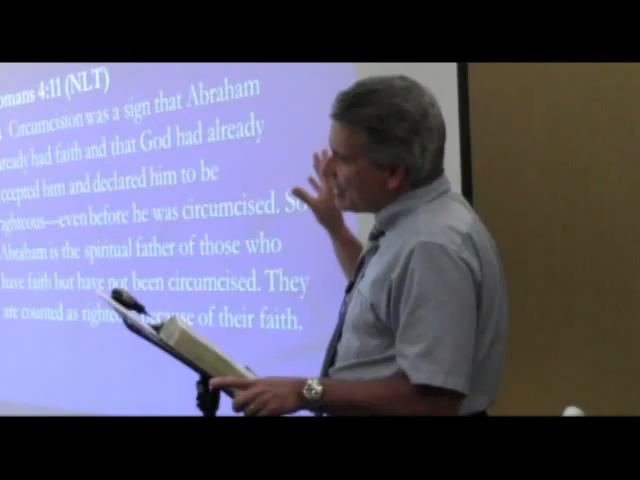 omans 4:11 (NLT)
Circumcision was a sign that Abraham
ready had faith and that God had already
ccepted him and declared him to be
ighteous—even before he was circumcised. So
Abraham is the spiritual father of those who
have faith but have not been circumcised. They
are counted as righte because of their faith.